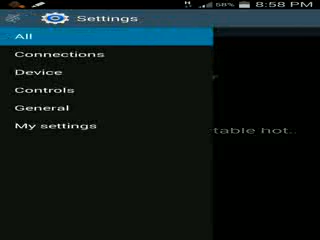 58% 8:58 PM
Settings
All
Connections
Device
Controls
General
My settings
table hot..